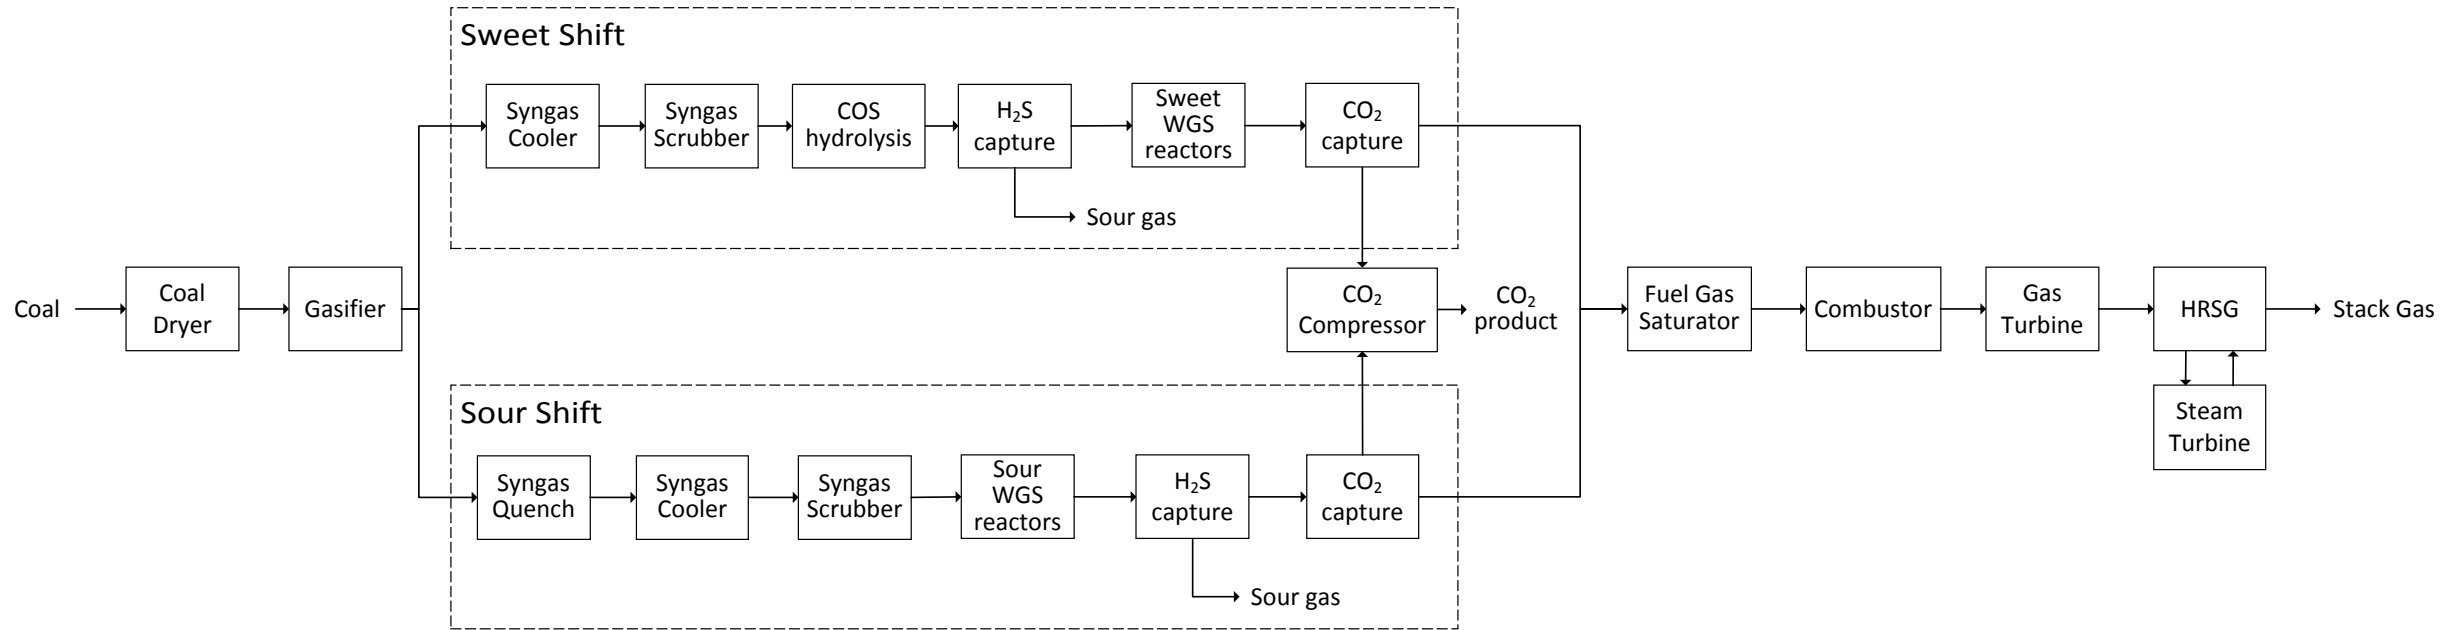 Sweet Shift
Syngas
Cooler
Syngas
Scrubber
COS
hydrolysis
H₂S
capture
Sweet
WGS
reactors
CO₂
capture
Sour gas
Coal
Coal
Dryer
Gasifier
CO₂
Compressor
CO₂
product
Fuel Gas
Saturator
Combustor
Gas
Turbine
HRSG
Stack Gas
Steam
Turbine
Sour Shift
Syngas
Quench
Syngas
Cooler
Syngas
Scrubber
Sour
WGS
reactors
H₂S
capture
CO₂
capture
Sour gas